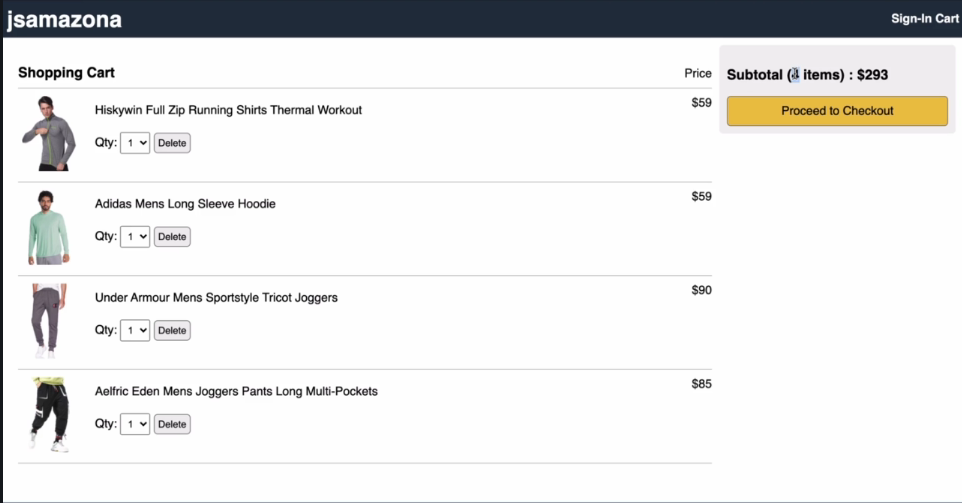 jsamazona
Sign-In Cart
Shopping Cart
Price
Hiskywin Full Zip Running Shirts Thermal Workout
$59
Qty: 1 Delete
Adidas Mens Long Sleeve Hoodie
$59
Qty: 1 Delete
Under Armour Mens Sportstyle Tricot Joggers
$90
Qty: 1 Delete
Aelfric Eden Mens Joggers Pants Long Multi-Pockets
$85
Qty: 1 Delete
Subtotal (4 items) : $293
Proceed to Checkout